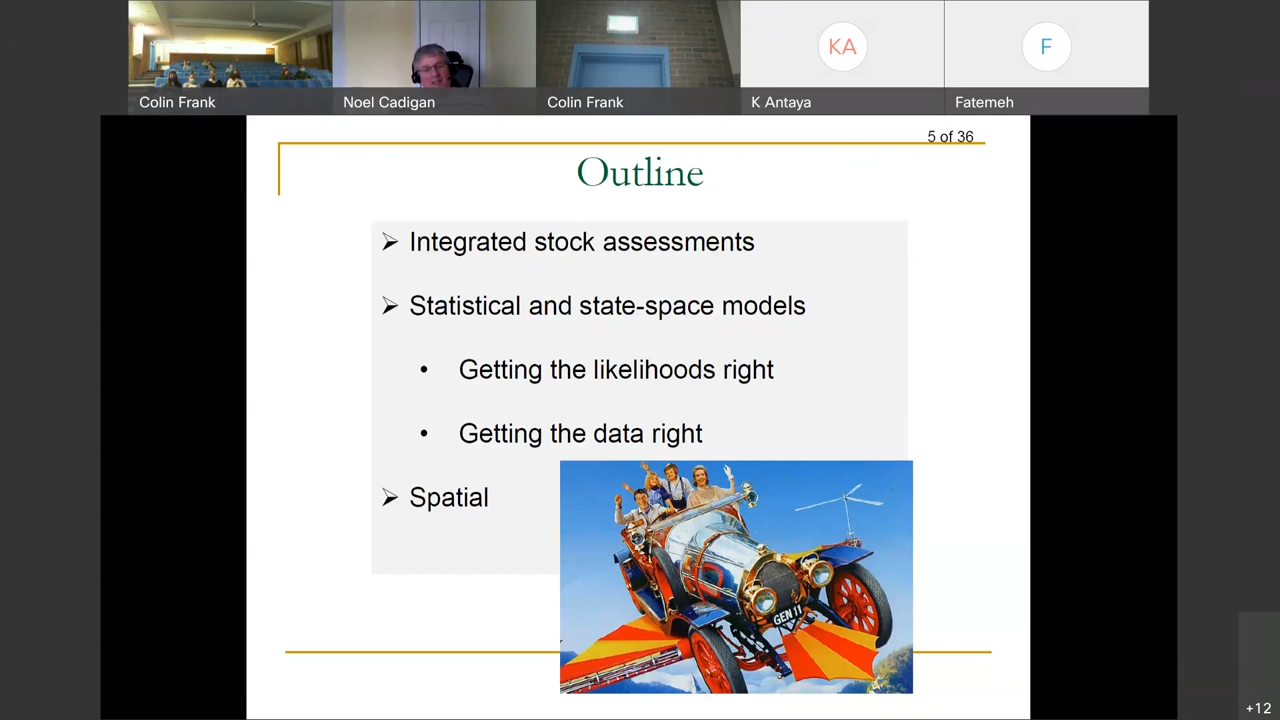 KA
F
Colin Frank
Noel Cadigan
Colin Frank
K Antaya
Fatemeh
5 of 36
Outline
➢ Integrated stock assessments
➢ Statistical and state-space models
• Getting the likelihoods right
• Getting the data right
➢ Spatial
GEN 11
+12